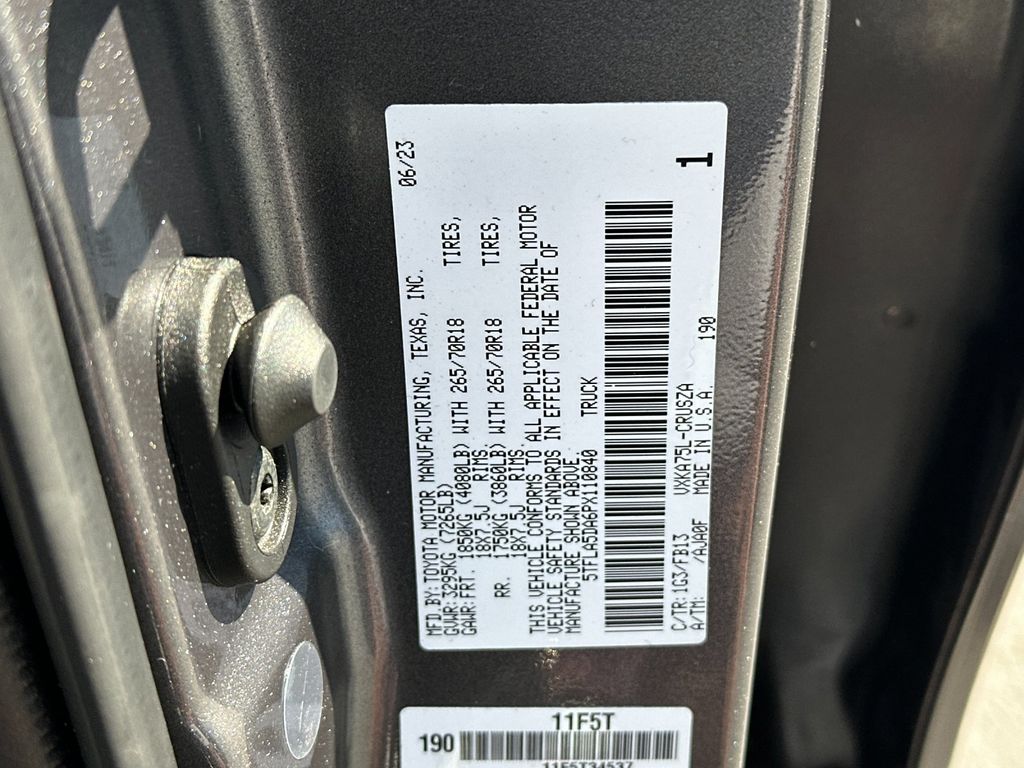 MFD.BY:TOYOTA MOTOR MANUFACTURING, TEXAS, INC. 06/23
GVWR:3295KG (7265LB)
GAWR:FRT. 1850KG (4080LB) WITH 265/70R18 TIRES,
18X7.5J RIMS.
RR. 1750KG (3860LB) WITH 265/70R18 TIRES,
18X7.5J RIMS.
THIS VEHICLE CONFORMS TO ALL APPLICABLE FEDERAL MOTOR
VEHICLE SAFETY STANDARDS IN EFFECT ON THE DATE OF
MANUFACTURE SHOWN ABOVE.
5TFLA5DA6PX110840 TRUCK
1
C/TR:1G3/FB13 VXKA75L-CRUSZA 190
A/TM: /AJA0F MADE IN U.S.A.
11F5T
190
11F5T34537